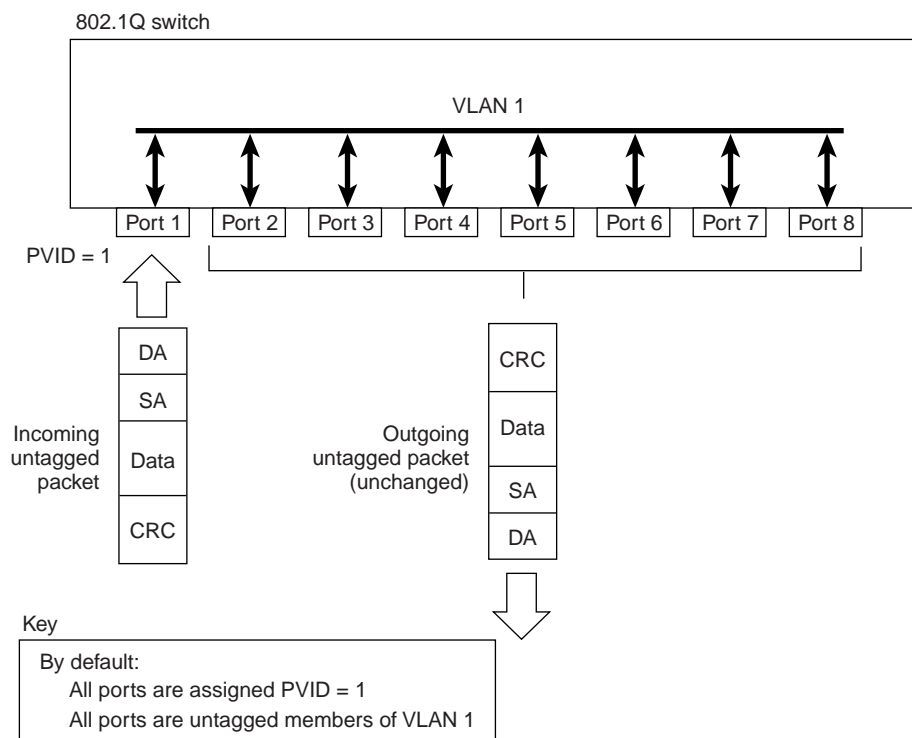 802.1Q switch
VLAN 1
Port 1 Port 2 Port 3 Port 4 Port 5 Port 6 Port 7 Port 8
PVID = 1
DA
SA
Data
CRC
Incoming
untagged
packet
CRC
Data
SA
DA
Outgoing
untagged packet
(unchanged)
Key
By default:
All ports are assigned PVID = 1
All ports are untagged members of VLAN 1